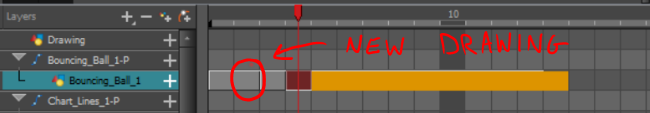 Layers
10
NEW DRAWING
Drawing
Bouncing_Ball_1-P
Bouncing_Ball_1
Chart_Lines_1-P